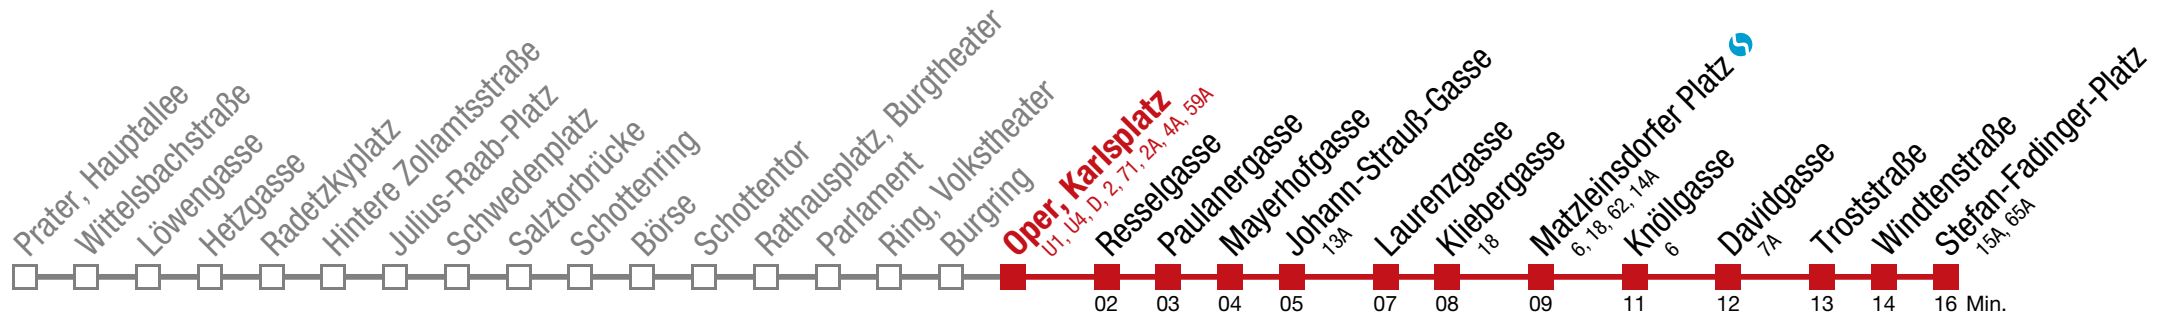 Prater, Hauptallee
Wittelsbachstraße
Löwengasse
Hetzgasse
Radetzkyplatz
Hintere Zollamtsstraße
Julius-Raab-Platz
Schwedenplatz
Salztorbrücke
Schottenring
Börse
Schottentor
Rathausplatz, Burgtheater
Parlament
Ring, Volkstheater
Burgring
Oper, Karlsplatz
U1, U4, D, 2, 71, 2A, 4A, 59A
Resselgasse
Paulanergasse
Mayerhofgasse
Johann-Strauß-Gasse
13A
Laurenzgasse
Kliebergasse
18
Matzleinsdorfer Platz
6, 18, 62, 14A
Knöllgasse
6
Davidgasse
7A
Troststraße
Windtenstraße
Stefan-Fadinger-Platz
15A, 65A
02 03 04 05 07 08 09 11 12 13 14 16 Min.